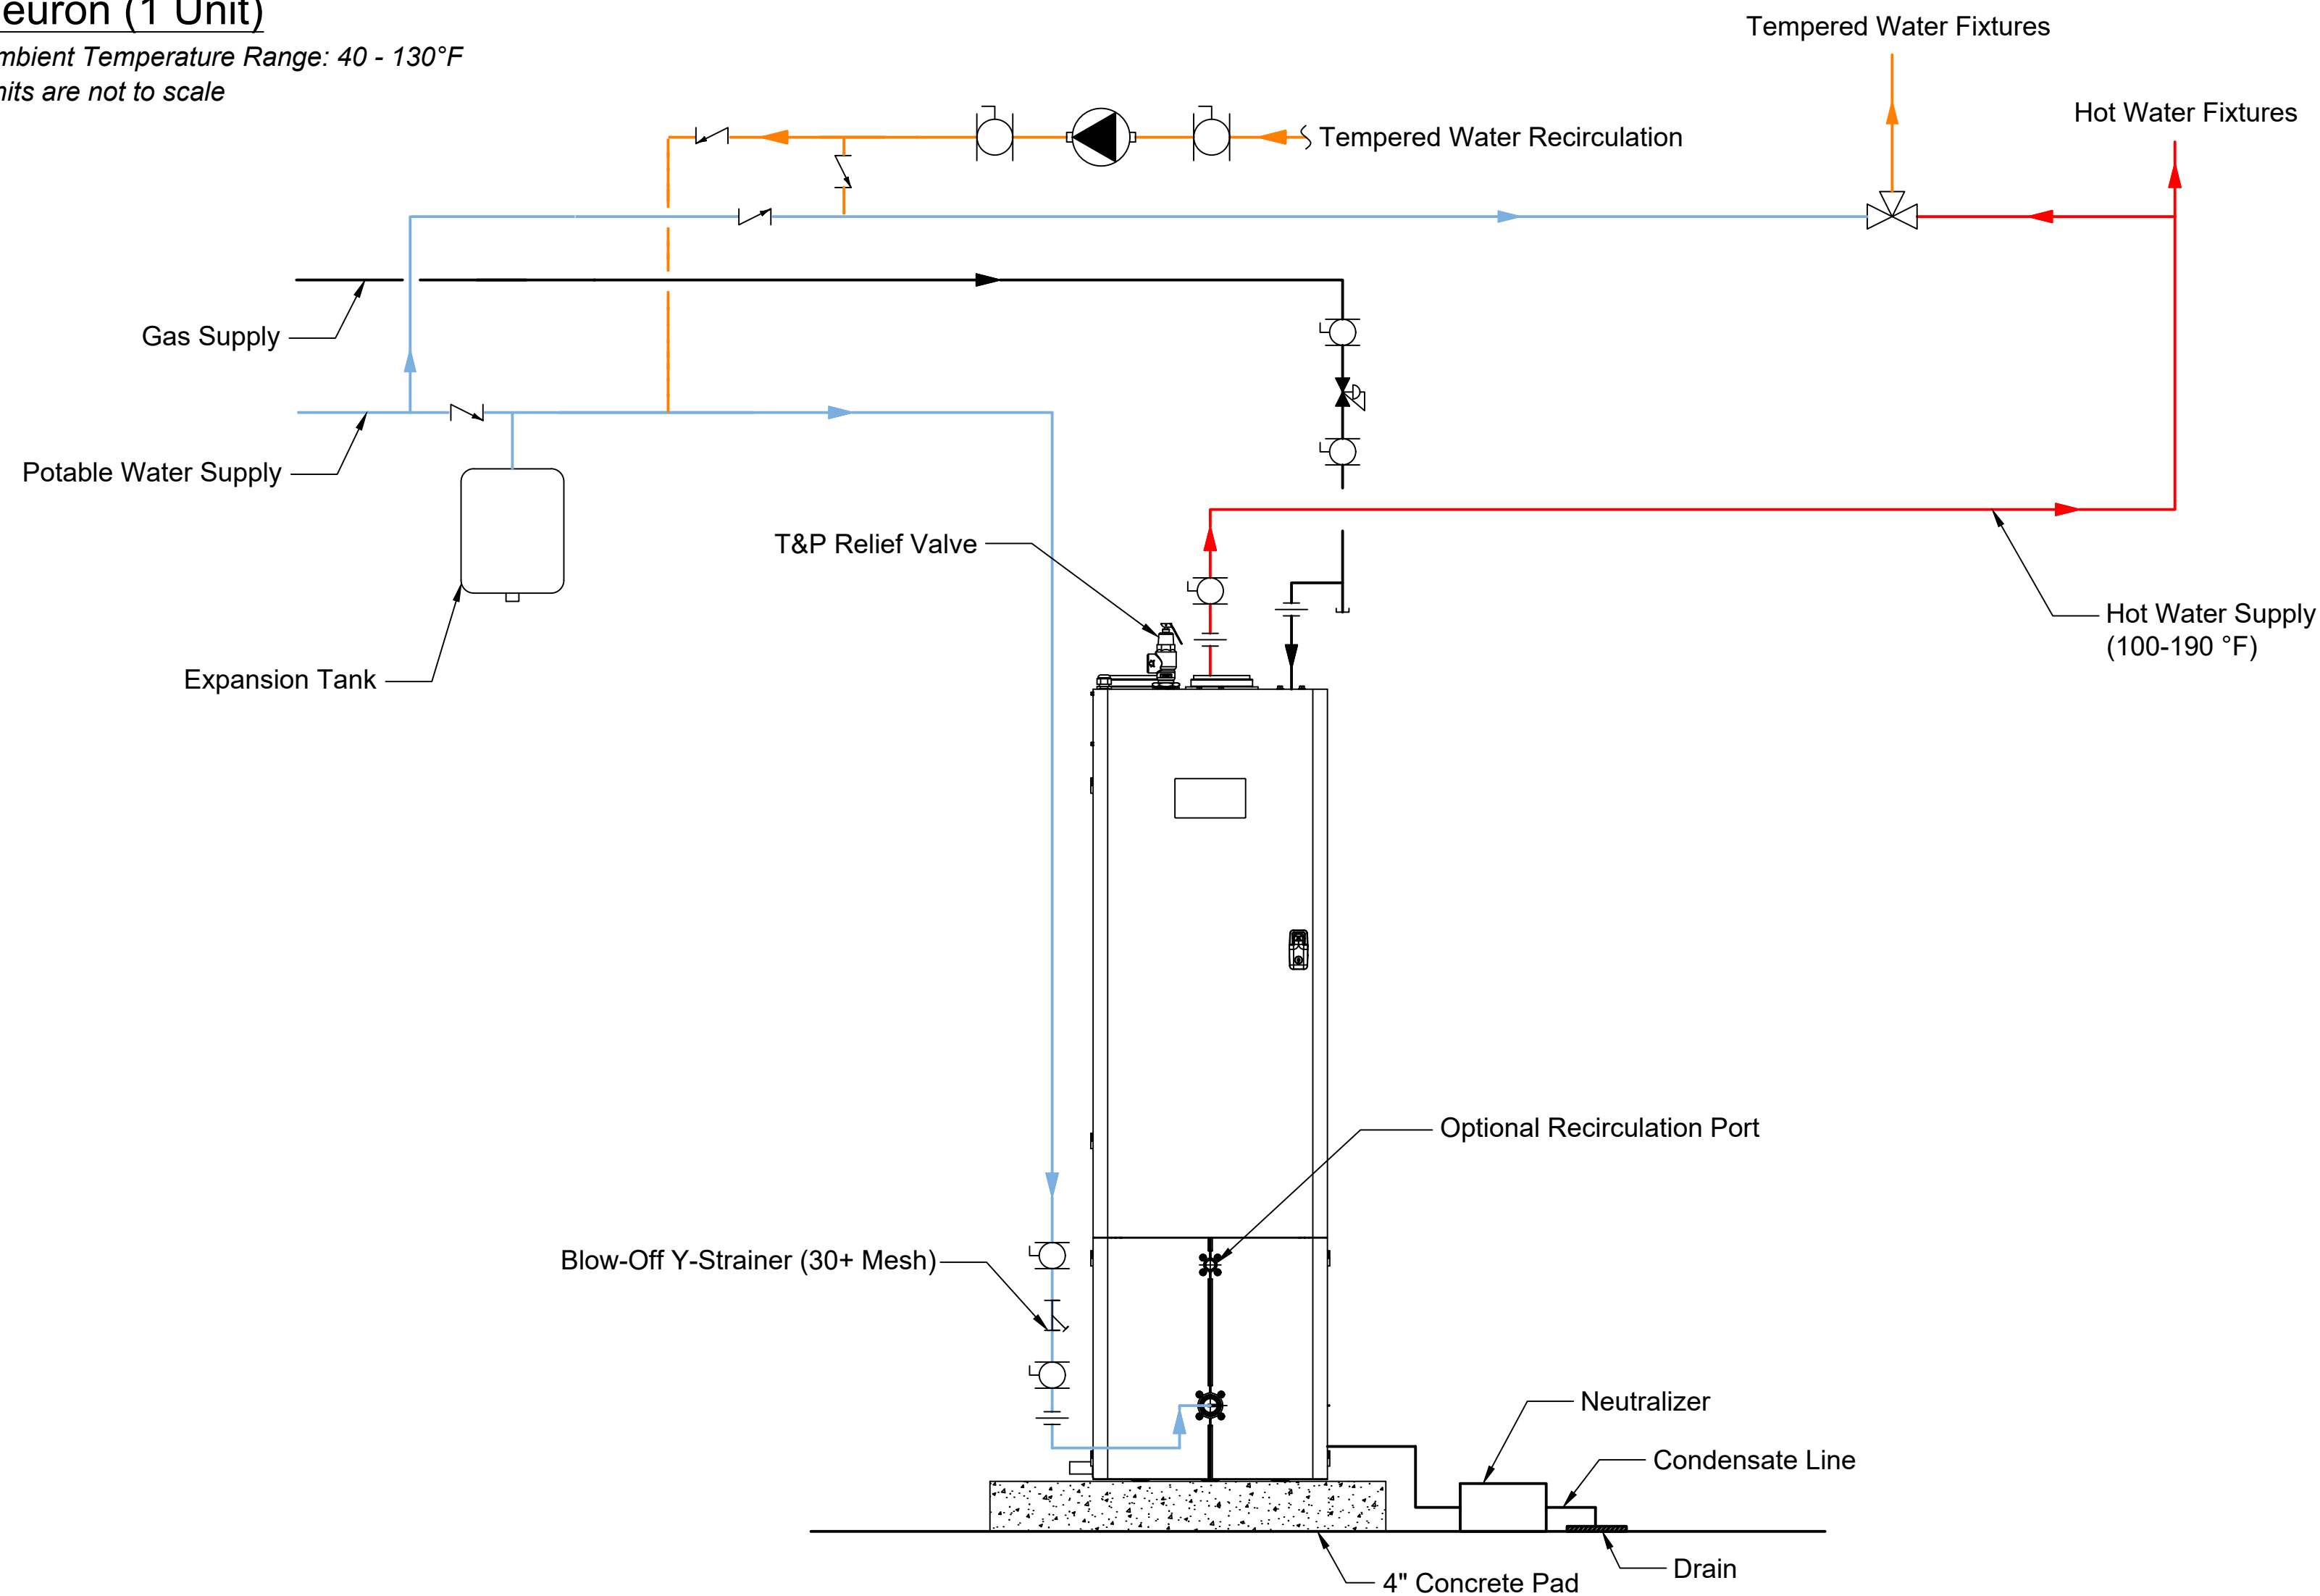 euron (1 Unit)
mbient Temperature Range: 40 - 130°F
nits are not to scale
Tempered Water Fixtures
Hot Water Fixtures
Tempered Water Recirculation
Gas Supply
Potable Water Supply
T&P Relief Valve
Hot Water Supply
(100-190 °F)
Expansion Tank
Optional Recirculation Port
Blow-Off Y-Strainer (30+ Mesh)
Neutralizer
Condensate Line
Drain
4" Concrete Pad